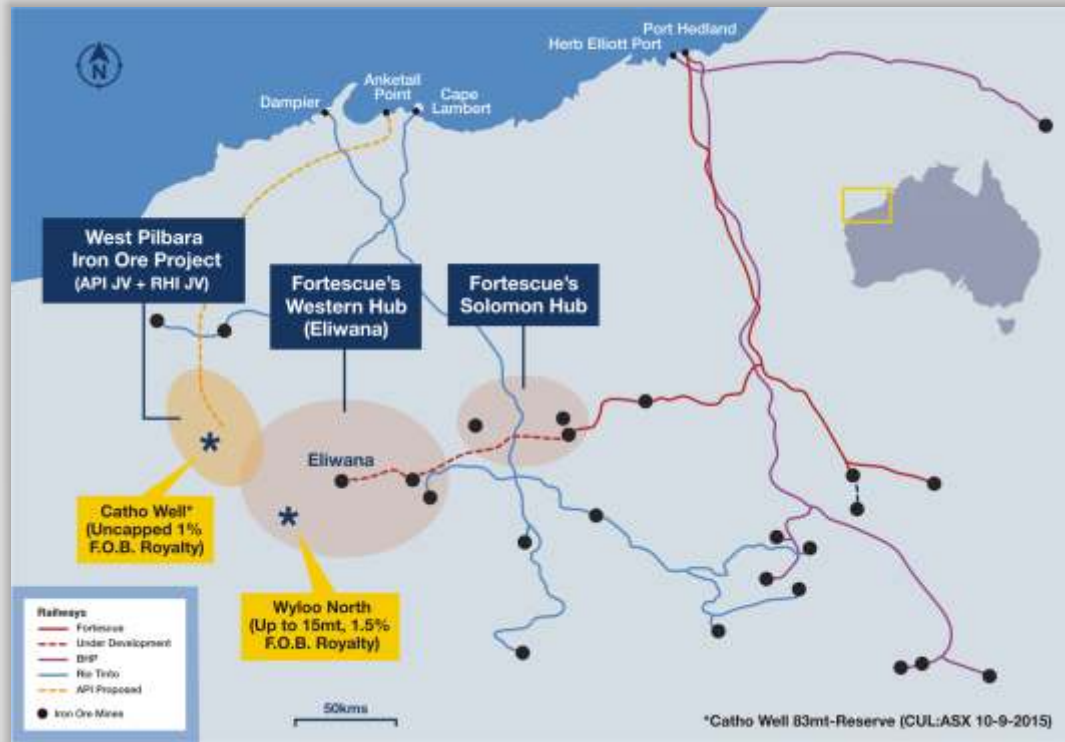 Port Hedland
Herb Elliott Port
Anketall
Point
Cape
Lambert
Dampier
N
West Pilbara
Iron Ore Project
(API JV + RHI JV)
Fortescue's
Western Hub
(Eliwana)
Fortescue's
Solomon Hub
Eliwana
Catho Well*
(Uncapped 1%
F.O.B. Royalty)
Wyloo North
(Up to 15mt, 1.5%
F.O.B. Royalty)
Railways
Fortescue
Under Development
BHP
Rio Tinto
API Proposed
Iron Ore Mines
50kms
*Catho Well 83mt-Reserve (CUL:ASX 10-9-2015)